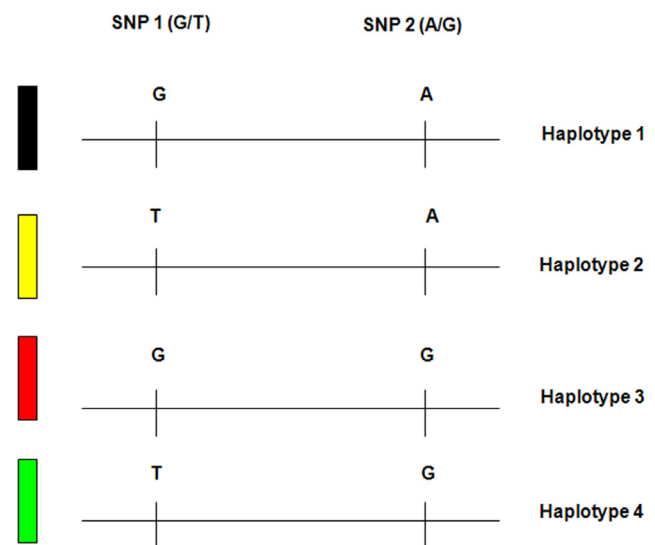 SNP 1 (G/T) SNP 2 (A/G)
G A
Haplotype 1
T A
Haplotype 2
G G
Haplotype 3
T G
Haplotype 4